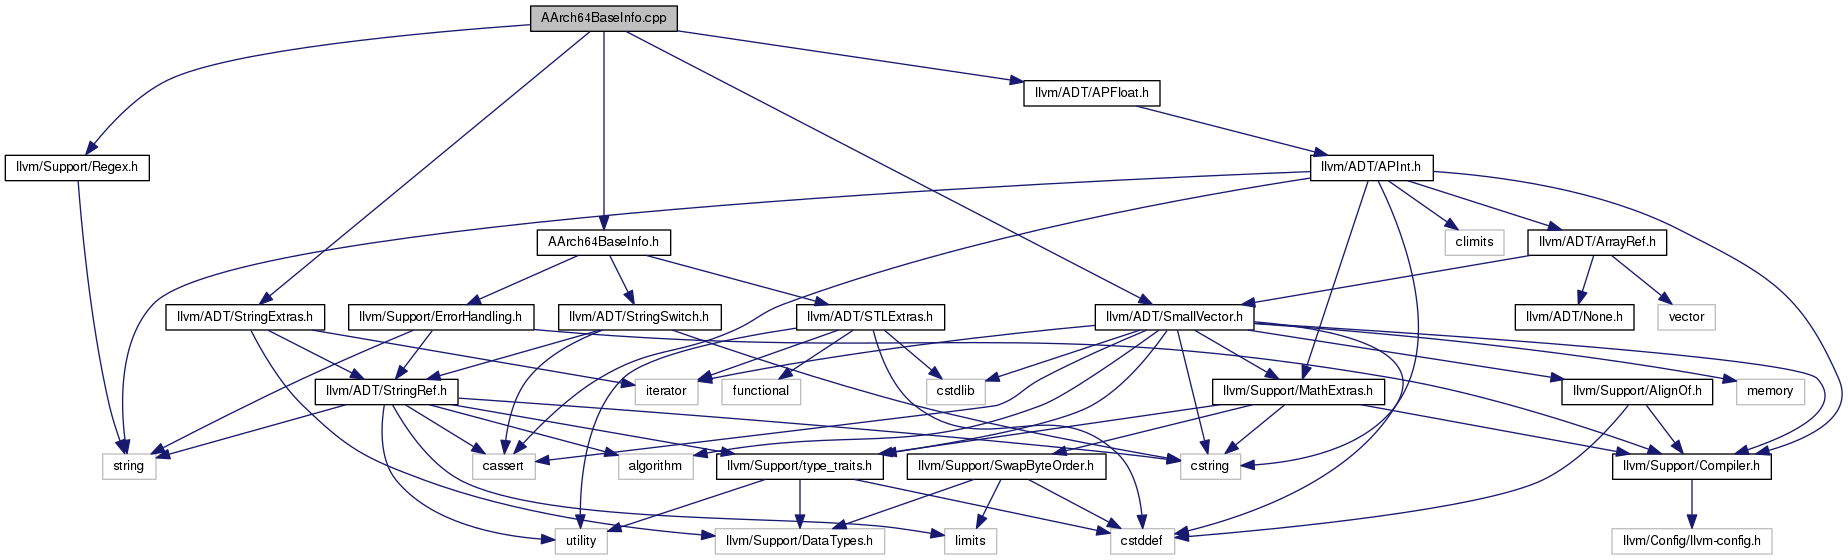 AArch64BaseInfo.cpp
llvm/ADT/APFloat.h
llvm/Support/Regex.h
llvm/ADT/APInt.h
AArch64BaseInfo.h
climits
llvm/ADT/ArrayRef.h
llvm/ADT/StringExtras.h
llvm/Support/ErrorHandling.h
llvm/ADT/StringSwitch.h
llvm/ADT/STLExtras.h
llvm/ADT/SmallVector.h
llvm/ADT/None.h
vector
llvm/ADT/StringRef.h
iterator
functional
cstdlib
llvm/Support/MathExtras.h
llvm/Support/AlignOf.h
memory
string
cassert
algorithm
llvm/Support/type_traits.h
llvm/Support/SwapByteOrder.h
cstring
llvm/Support/Compiler.h
utility
llvm/Support/DataTypes.h
limits
cstddef
llvm/Config/llvm-config.h